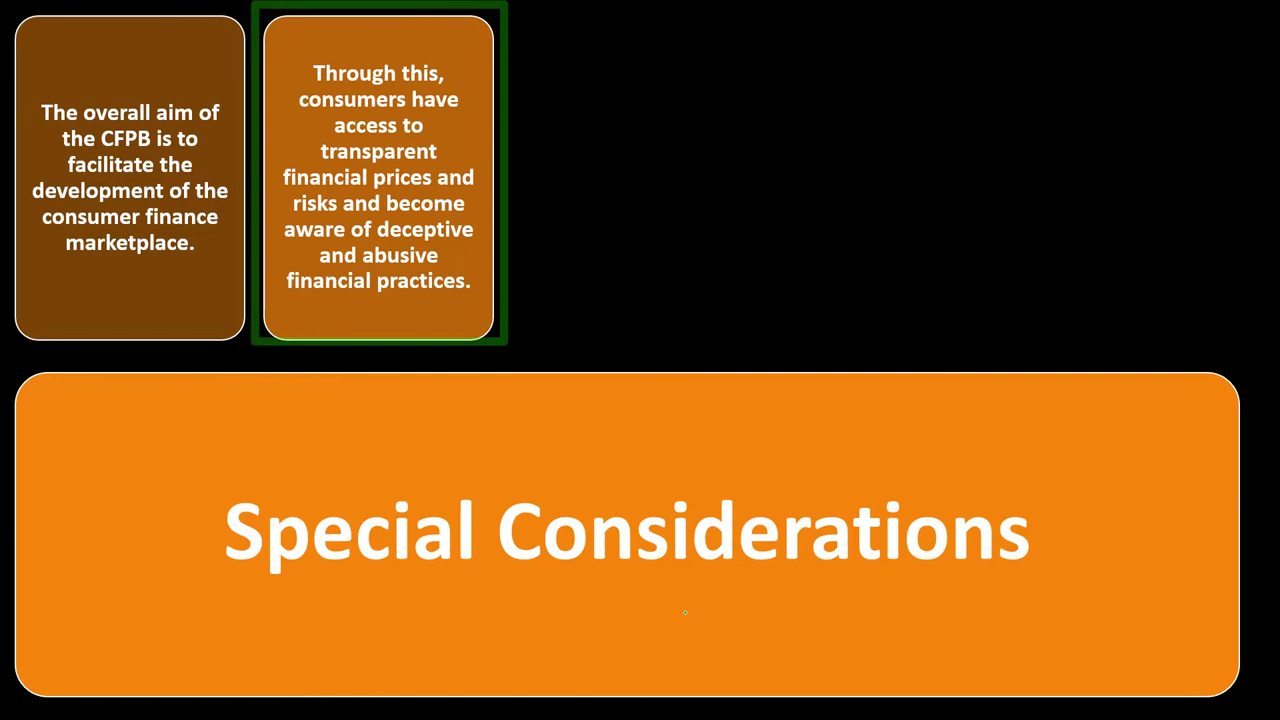 The overall aim of
the CFPB is to
facilitate the
development of the
consumer finance
marketplace.
Through this,
consumers have
access to
transparent
financial prices and
risks and become
aware of deceptive
and abusive
financial practices.
Special Considerations